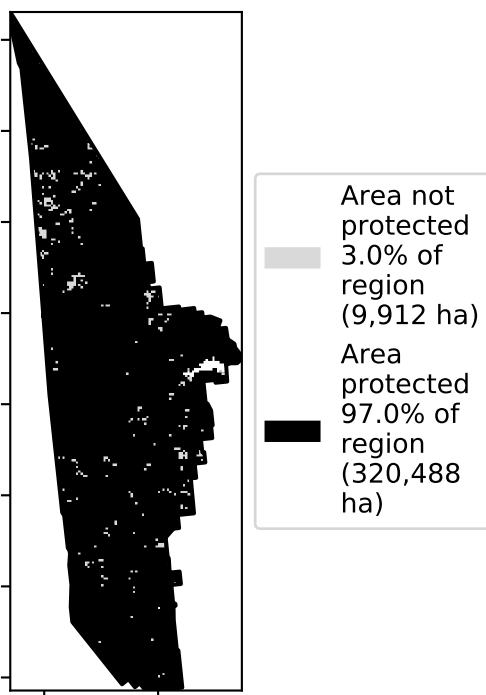 Area not
protected
3.0% of
region
(9,912 ha)
Area
protected
97.0% of
region
(320,488
ha)